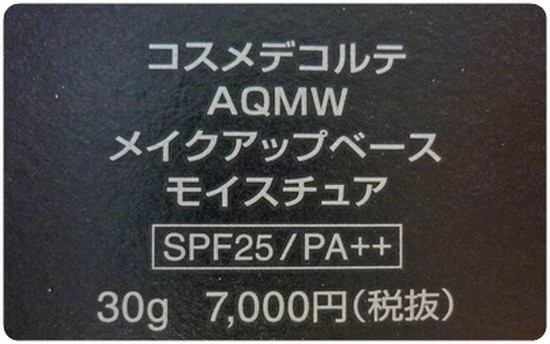 コスメデコルテ
AQMW
メイクアップベース
モイスチュア
SPF25/PA++
30g 7,000円(税抜)